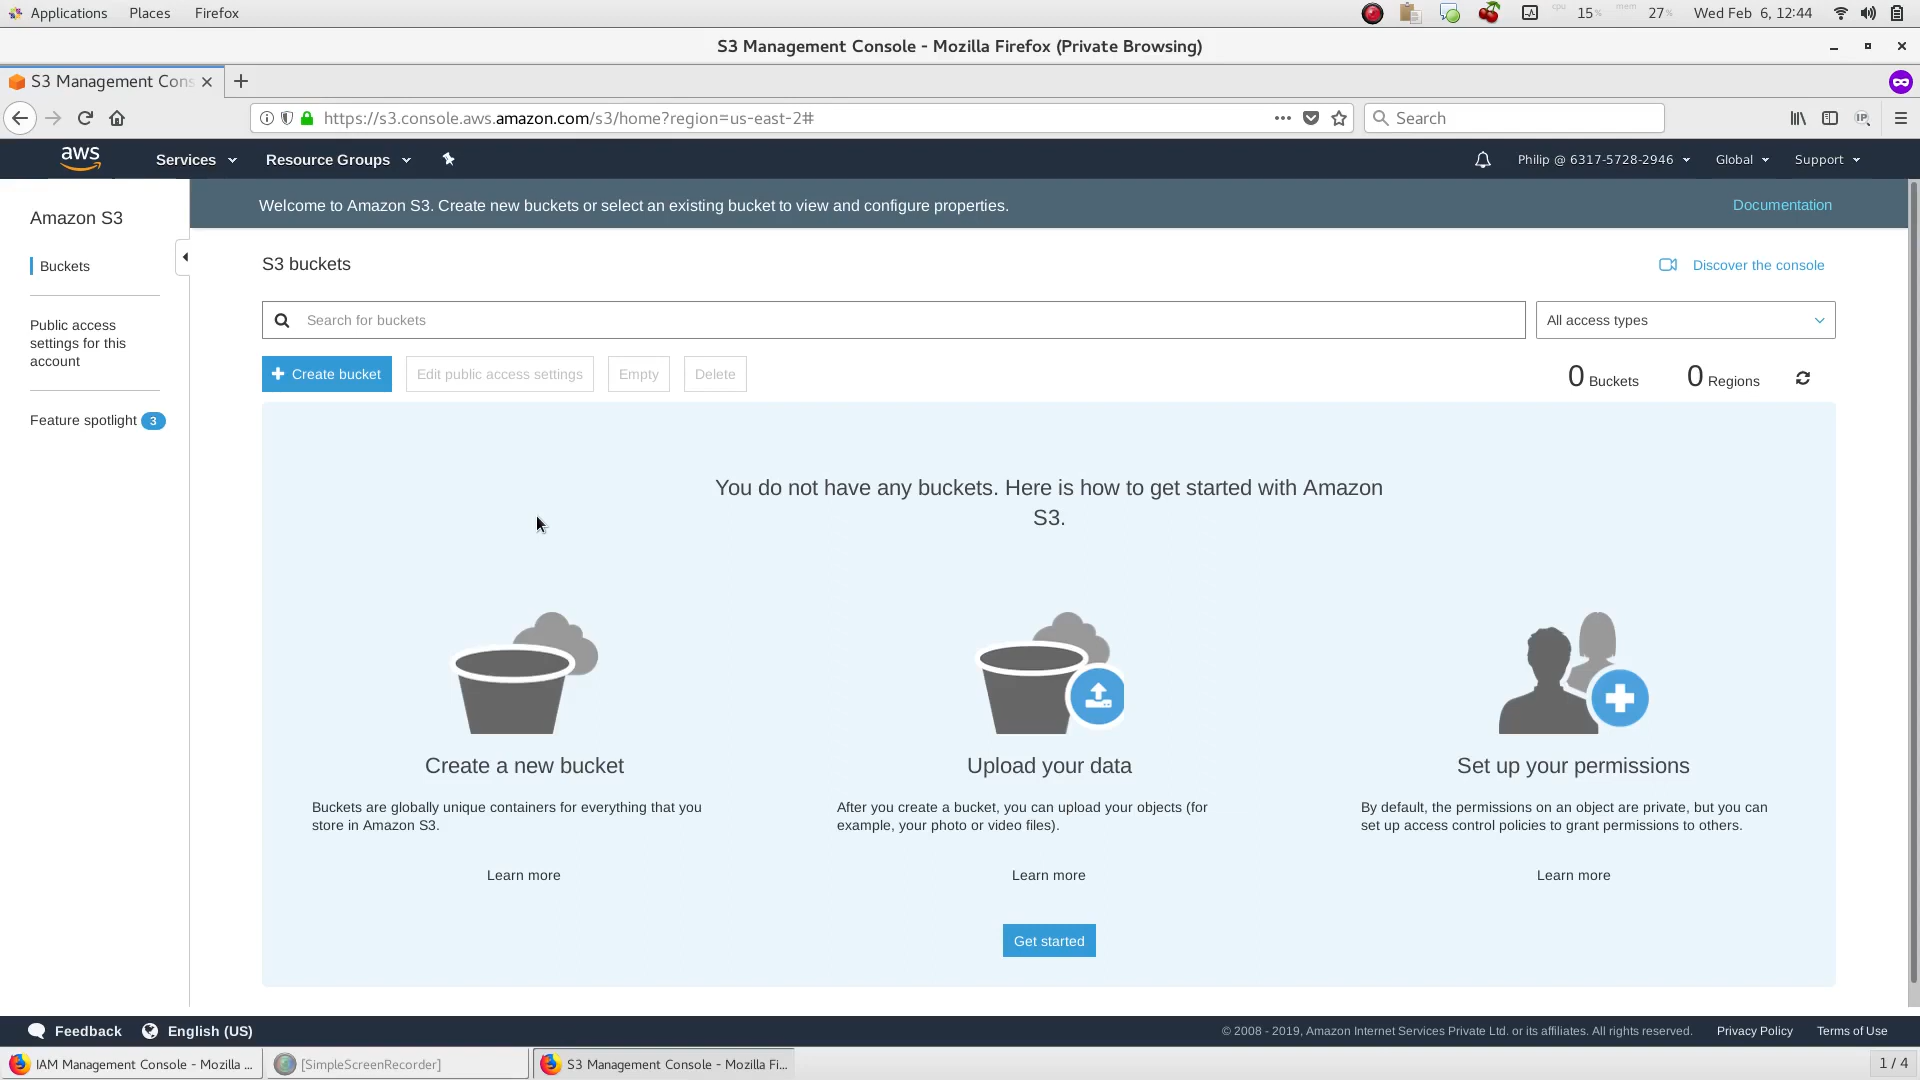 Applications Places Firefox cpu 15% mem 27% Wed Feb 6, 12:44
S3 Management Console - Mozilla Firefox (Private Browsing)
S3 Management Cons
https://s3.console.aws.amazon.com/s3/home?region=us-east-2# Search IP
aws Services Resource Groups Philip @ 6317-5728-2946 Global Support
Amazon S3
Welcome to Amazon S3. Create new buckets or select an existing bucket to view and configure properties. Documentation
Buckets
Public access
settings for this
account
Feature spotlight 3
S3 buckets Discover the console
Search for buckets All access types
Create bucket Edit public access settings Empty Delete 0 Buckets 0 Regions
You do not have any buckets. Here is how to get started with Amazon
S3.
Create a new bucket
Buckets are globally unique containers for everything that you
store in Amazon S3.
Learn more
Upload your data
After you create a bucket, you can upload your objects (for
example, your photo or video files).
Learn more
Set up your permissions
By default, the permissions on an object are private, but you can
set up access control policies to grant permissions to others.
Learn more
Get started
Feedback English (US) © 2008 - 2019, Amazon Internet Services Private Ltd. or its affiliates. All rights reserved. Privacy Policy Terms of Use
IAM Management Console - Mozilla ... [SimpleScreenRecorder] S3 Management Console - Mozilla Fi... 1 / 4